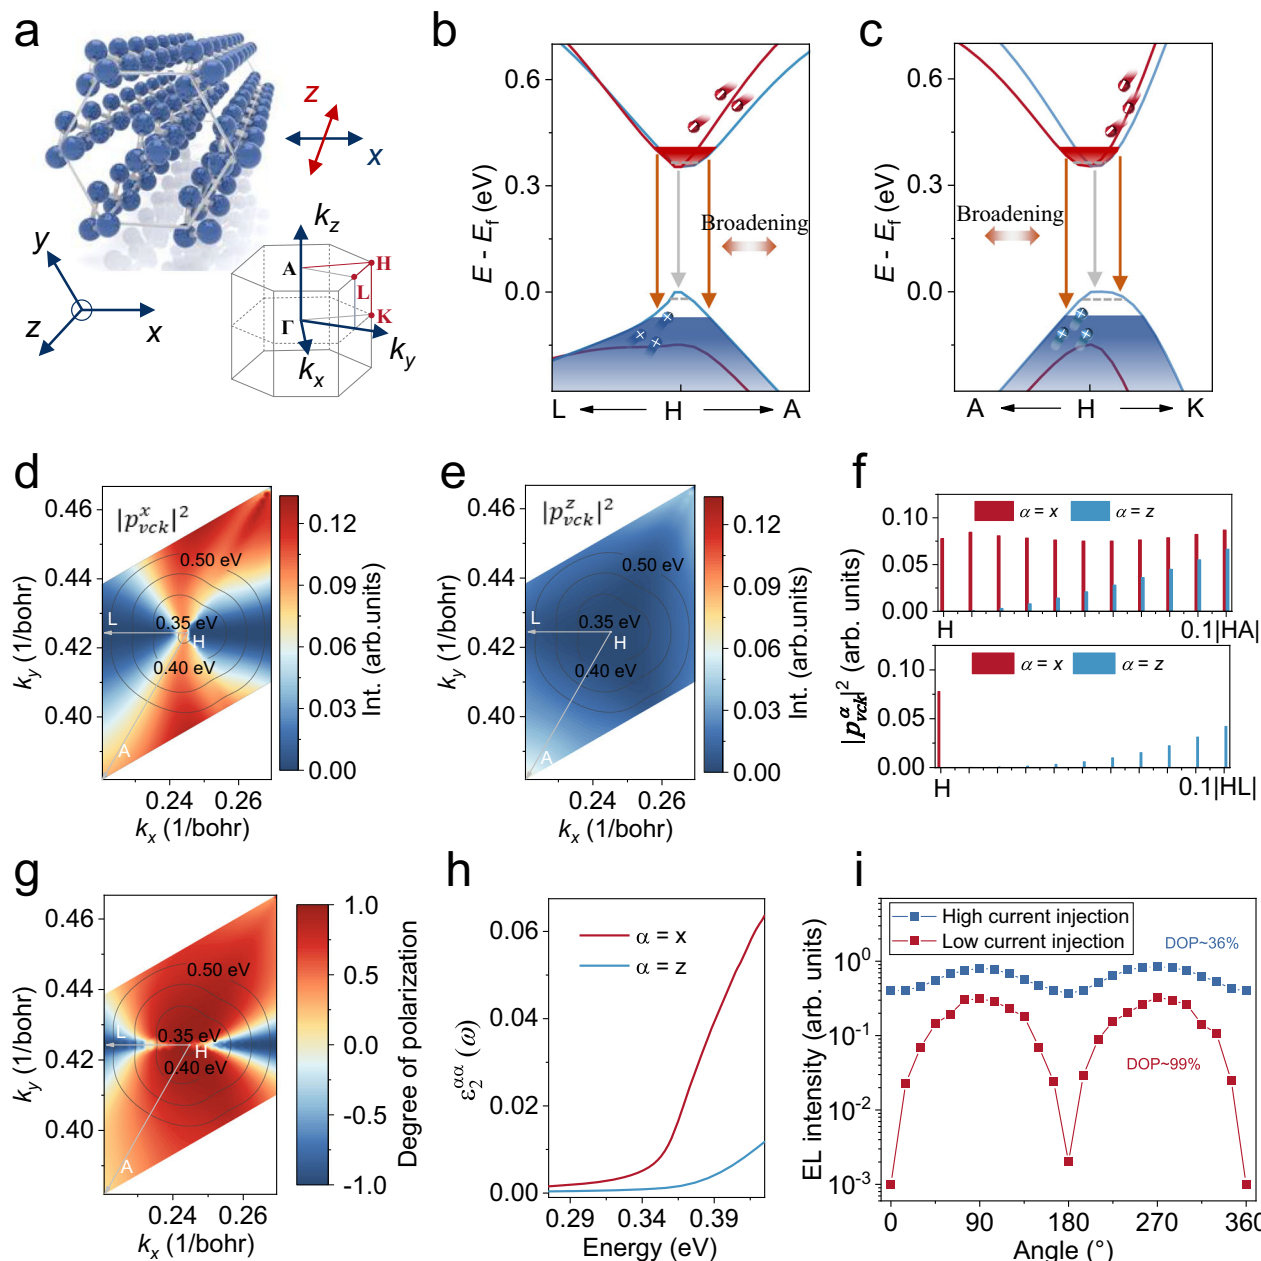 a
z
x
y
x
z
k_z
A
H
L
Γ
K
k_y
k_x
b
E - E_f (eV)
0.6
0.3
0.0
Broadening
L
H
A
c
E - E_f (eV)
0.6
0.3
0.0
Broadening
A
H
K
d
|p^x_{vck}|^2
k_y (1/bohr)
0.46
0.44
0.42
0.40
0.50 eV
L
0.35 eV
H
0.40 eV
A
0.24
0.26
k_x (1/bohr)
0.12
0.09
0.06
0.03
0.00
Int. (arb.units)
e
|p^z_{vck}|^2
k_y (1/bohr)
0.46
0.44
0.42
0.40
0.50 eV
L
0.35 eV
H
0.40 eV
A
0.24
0.26
k_x (1/bohr)
0.12
0.09
0.06
0.03
0.00
Int. (arb.units)
f
|p^α_{vck}|^2 (arb. units)
0.10
0.05
0.00
α = x
α = z
H
0.1|HA|
0.10
0.05
0.00
α = x
α = z
H
0.1|HL|
g
k_y (1/bohr)
0.46
0.44
0.42
0.40
0.50 eV
L
0.35 eV
H
0.40 eV
A
0.24
0.26
k_x (1/bohr)
1.0
0.5
0.0
-0.5
-1.0
Degree of polarization
h
ε_2^{αα} (ω)
0.06
0.04
0.02
0.00
α = x
α = z
0.29
0.34
0.39
Energy (eV)
i
EL intensity (arb. units)
10^0
10^-1
10^-2
10^-3
High current injection
Low current injection
DOP~36%
DOP~99%
0
90
180
270
360
Angle (°)